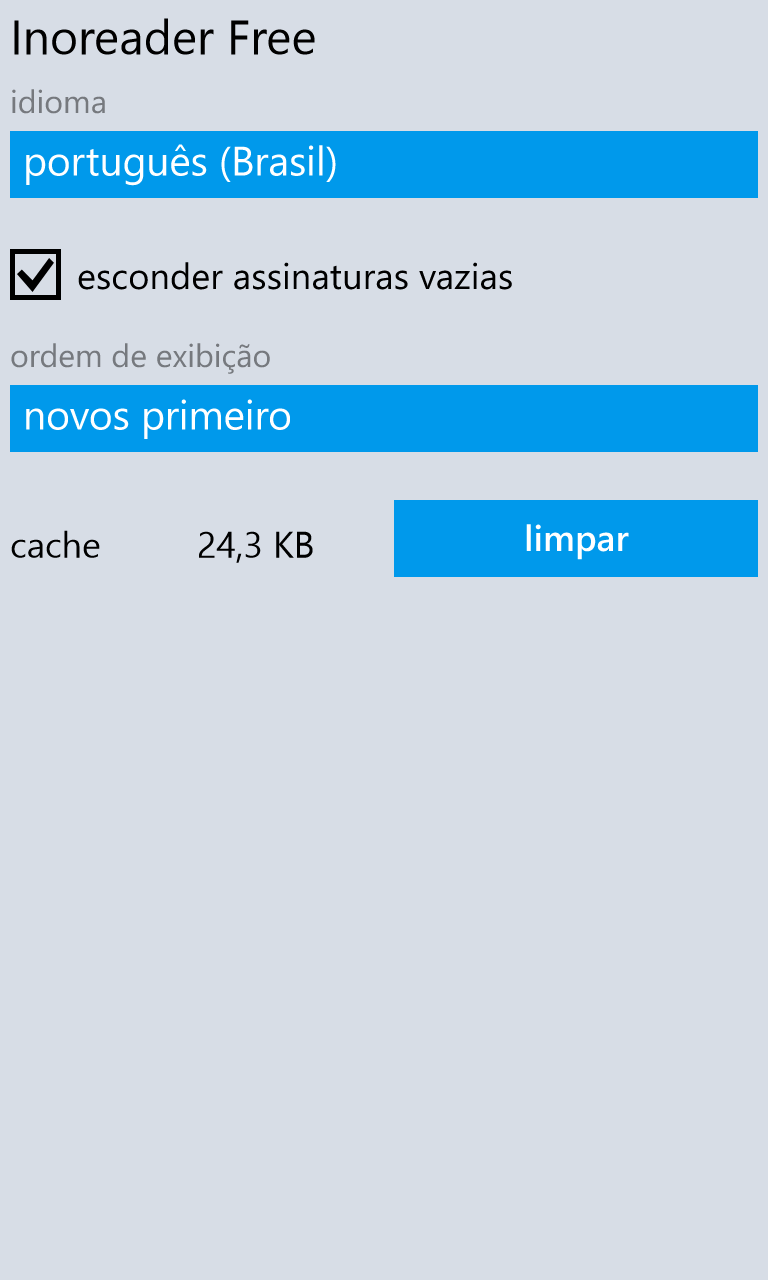 Inoreader Free
idioma
português (Brasil)
esconder assinaturas vazias
ordem de exibição
novos primeiro
cache 24,3 KB limpar